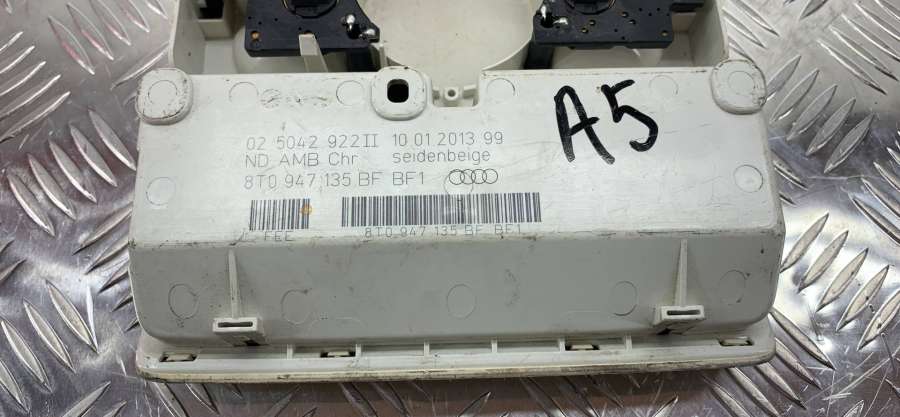 02 5042 922II 10.01.2013 99
ND AMB Chr seidenbeige
8T0 947 135 BF BF1
FEE
8T0 947 135 BF BF1
A5